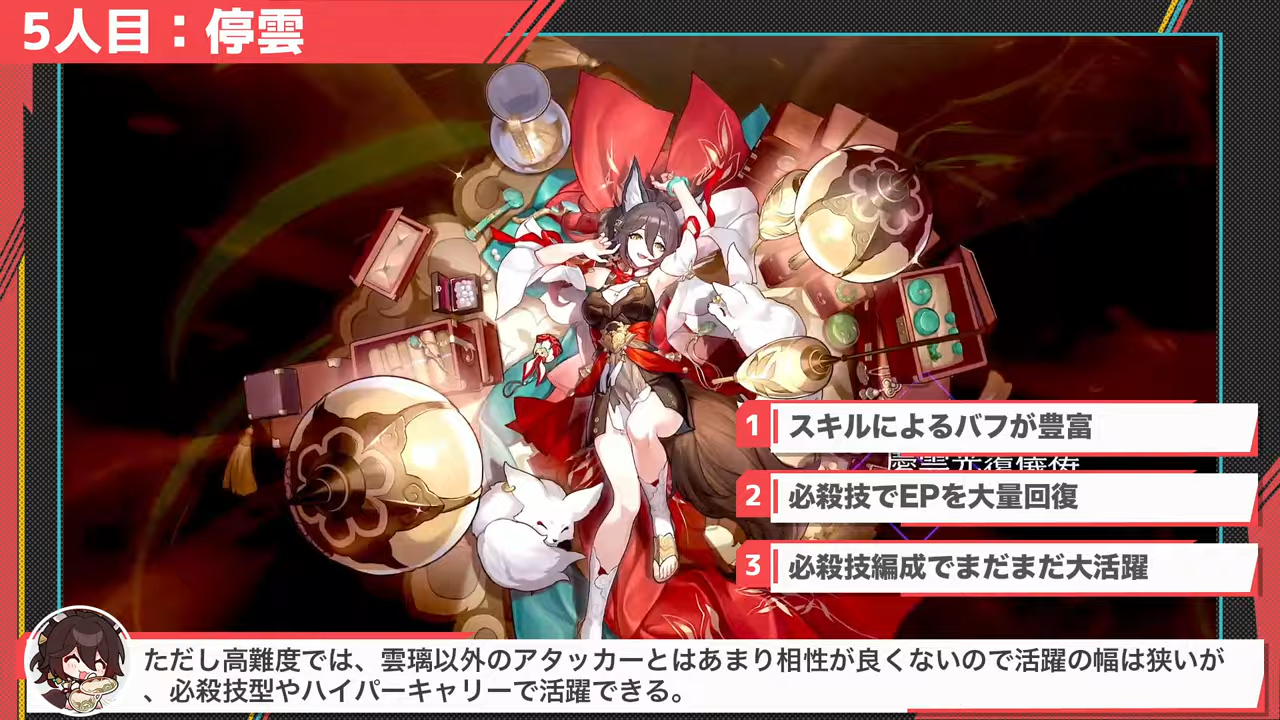 5人目：停雲
1 スキルによるバフが豊富
2 必殺技でEPを大量回復
3 必殺技編成でまだまだ大活躍
ただし高難度では、雲璃以外のアタッカーとはあまり相性が良くないので活躍の幅は狭いが
、必殺技型やハイパーキャリーで活躍できる。